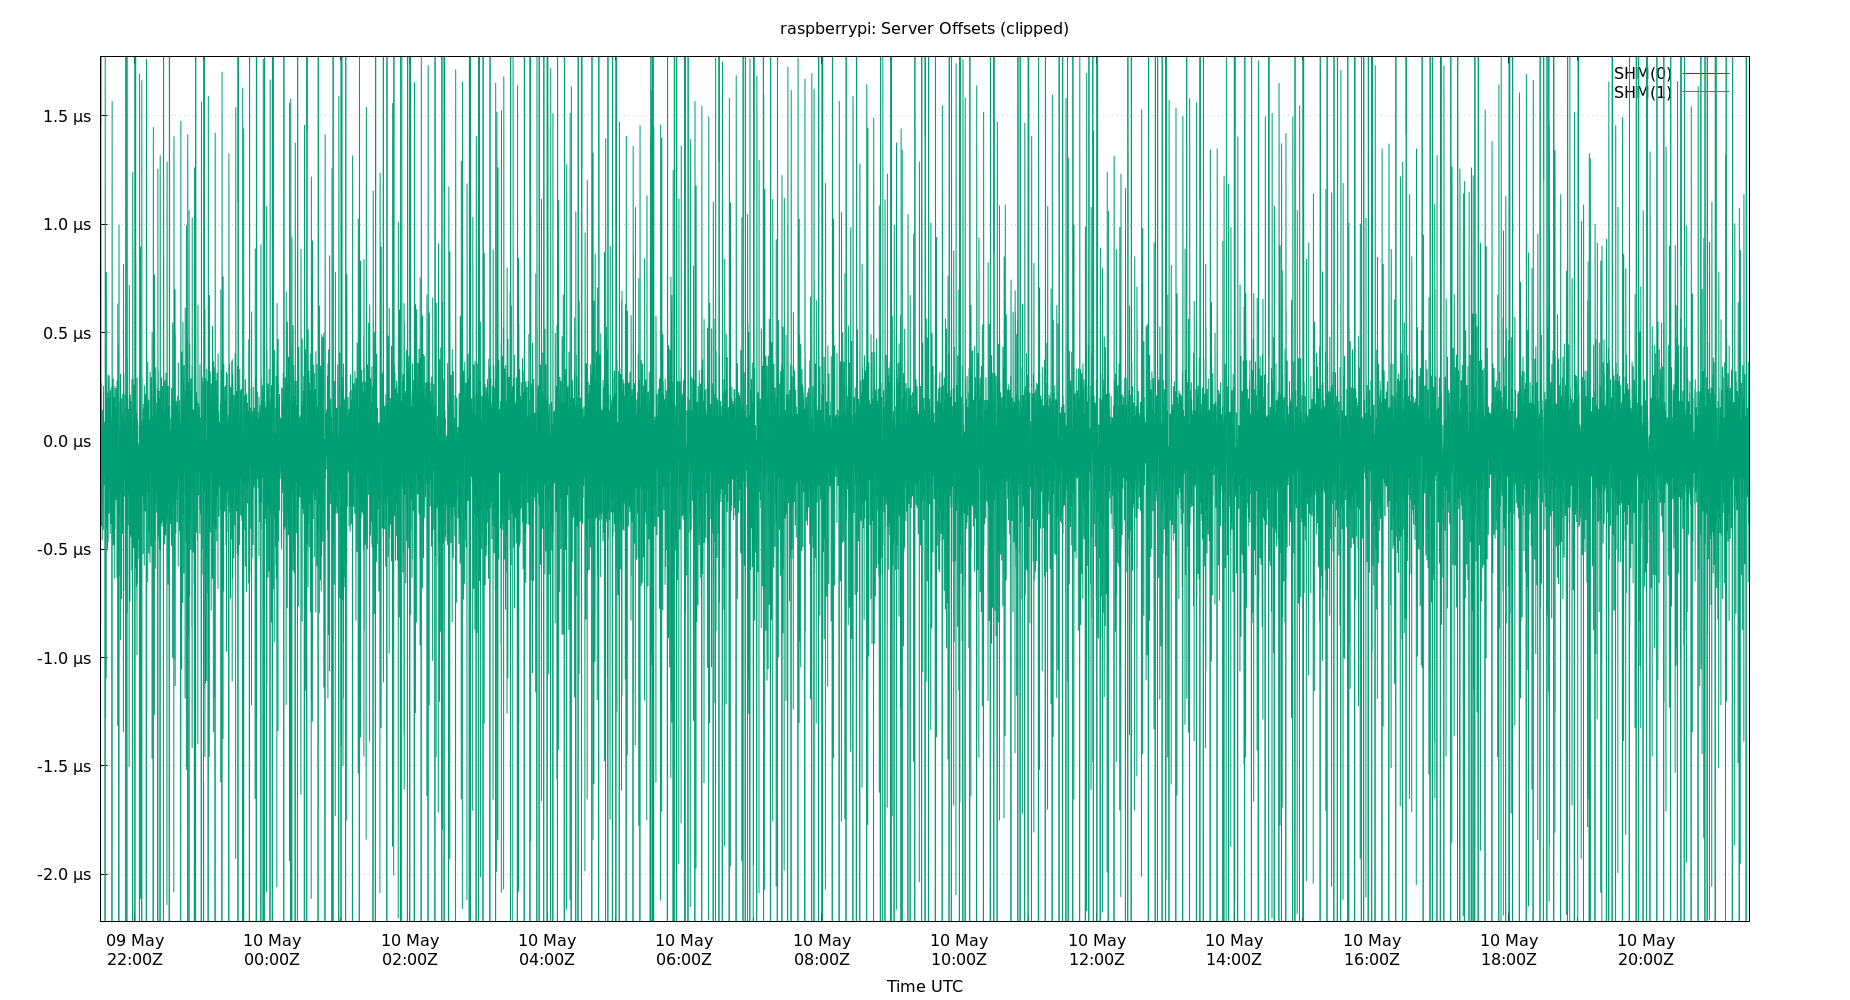 raspberrypi: Server Offsets (clipped)
SHM(0)
SHM(1)
1.5 μs
1.0 μs
0.5 μs
0.0 μs
-0.5 μs
-1.0 μs
-1.5 μs
-2.0 μs
09 May 10 May 10 May 10 May 10 May 10 May 10 May 10 May 10 May 10 May 10 May 10 May
22:00Z 00:00Z 02:00Z 04:00Z 06:00Z 08:00Z 10:00Z 12:00Z 14:00Z 16:00Z 18:00Z 20:00Z
Time UTC